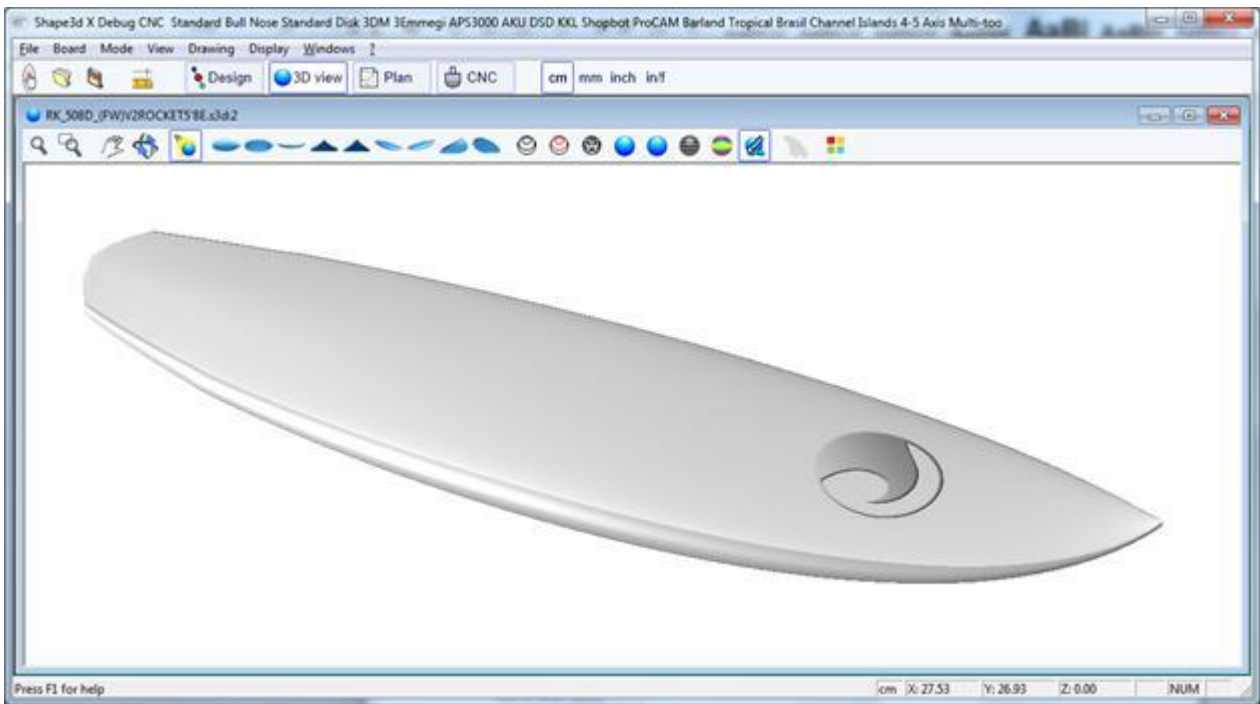 Shape3d X Debug CNC Standard Bull Nose Standard Disk 3DM 3Emmegi APS3000 AKU DSD KKL Shopbot ProCAM Barland Tropical Brasil Channel Islands 4-5 Axis Multi-too
File Board Mode View Drawing Display Windows ?
Design 3D view Plan CNC cm mm inch in/f
RK_508D_(FW)V2ROCKET5'8E.s3d:2
Press F1 for help cm X: 27.53 Y: 26.93 Z: 0.00 NUM